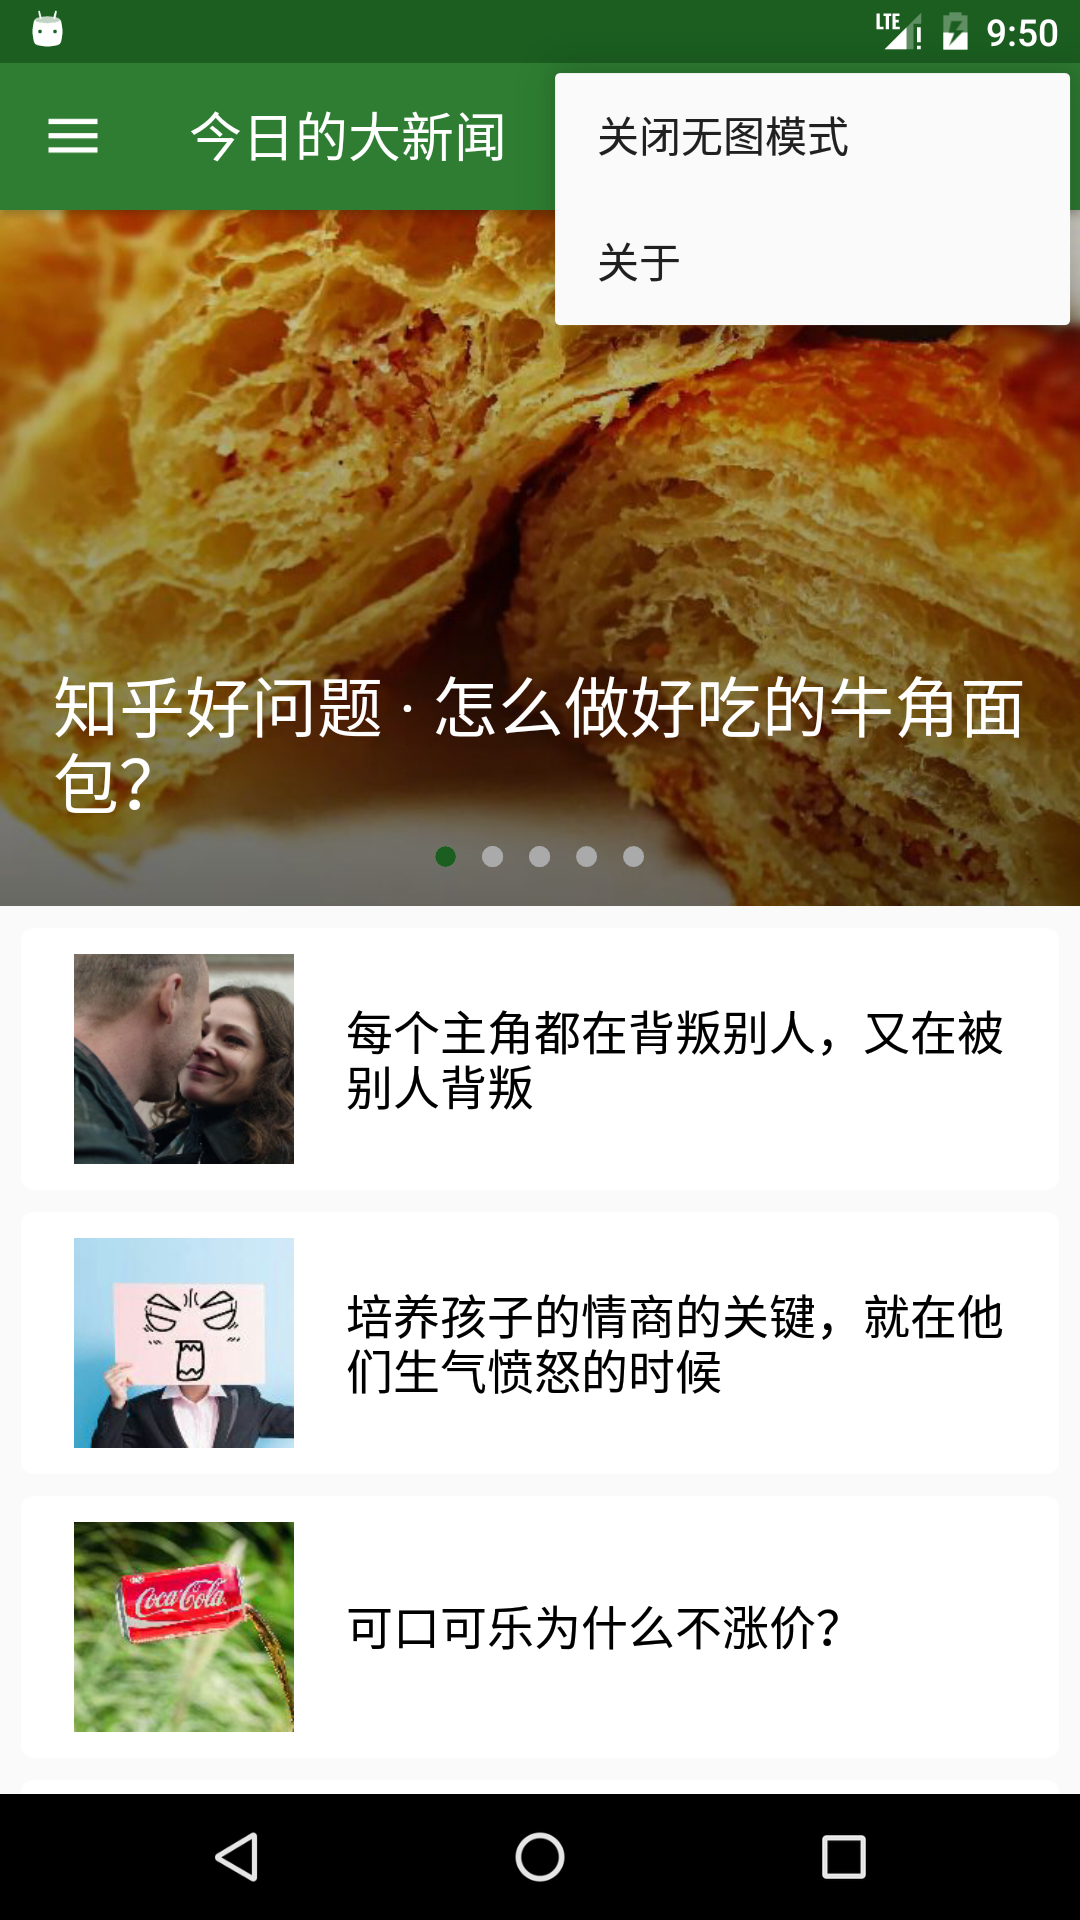 LTE 9:50
今日的大新闻
关闭无图模式
关于
知乎好问题 · 怎么做好吃的牛角面
包？
每个主角都在背叛别人，又在被
别人背叛
培养孩子的情商的关键，就在他
们生气愤怒的时候
Coca-Cola
可口可乐为什么不涨价？